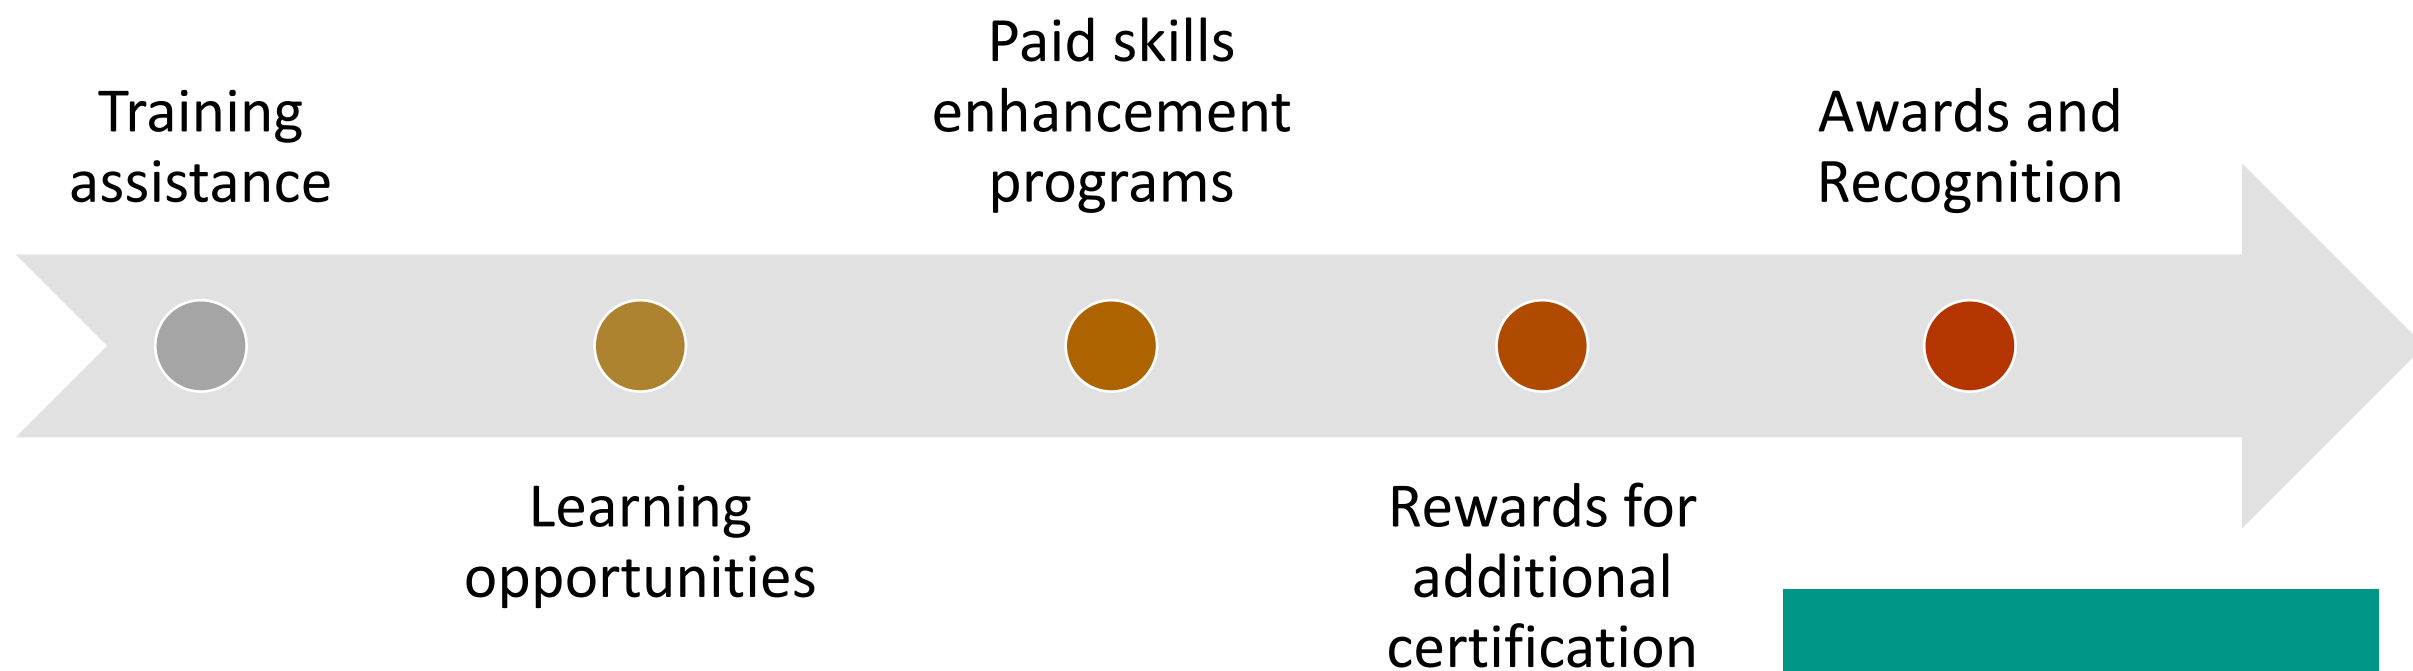 Training
assistance
Learning
opportunities
Paid skills
enhancement
programs
Rewards for
additional
certification
Awards and
Recognition